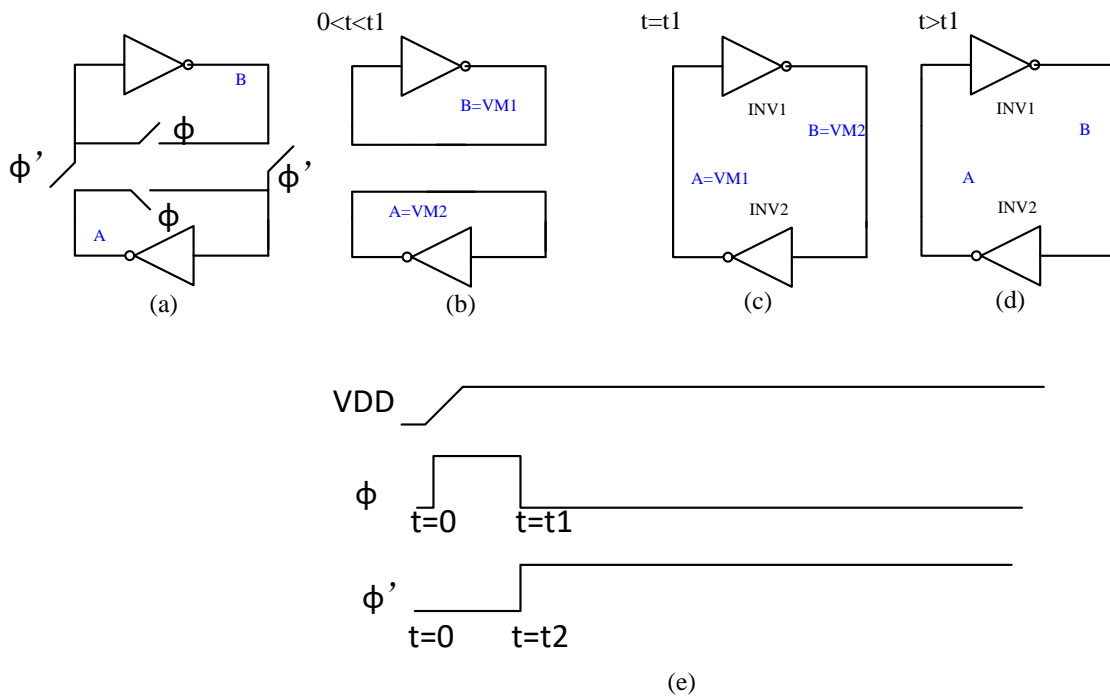 0<t<t1
t=t1
t>t1
B
ϕ
ϕ’
ϕ’
ϕ
A
(a)
B=VM1
A=VM2
(b)
INV1
B=VM2
A=VM1
INV2
(c)
INV1
B
A
INV2
(d)
VDD
ϕ
t=0
t=t1
ϕ’
t=0
t=t2
(e)